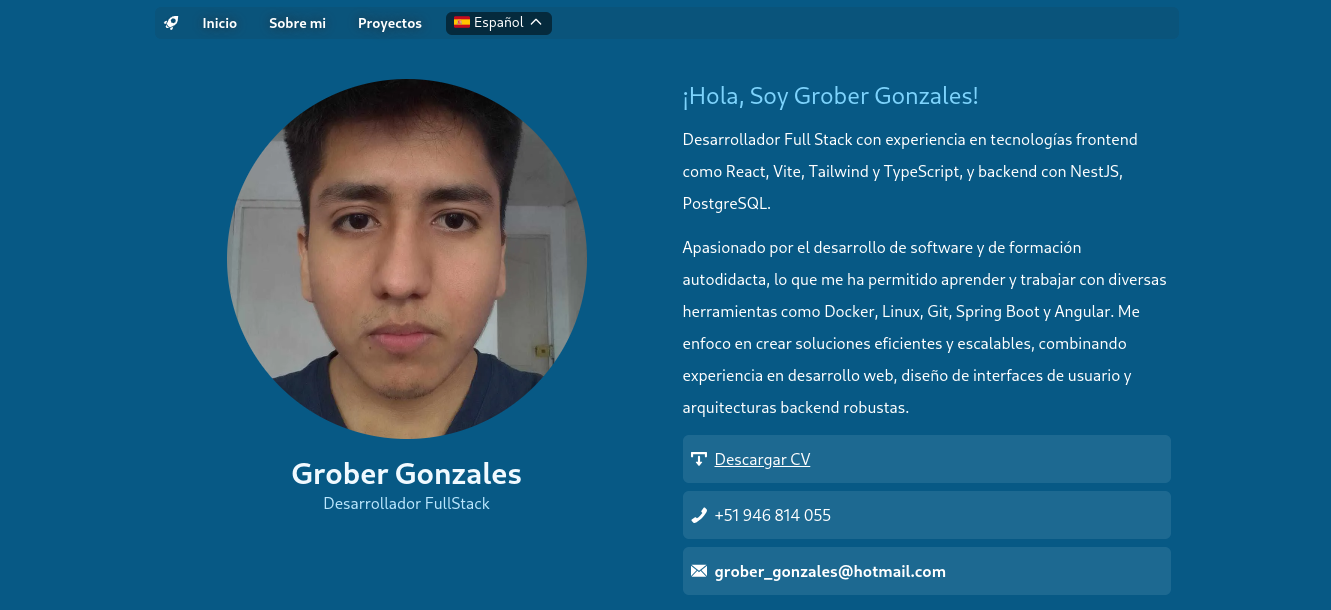 Inicio Sobre mi Proyectos Español
¡Hola, Soy Grober Gonzales!
Desarrollador Full Stack con experiencia en tecnologías frontend
como React, Vite, Tailwind y TypeScript, y backend con NestJS,
PostgreSQL.
Apasionado por el desarrollo de software y de formación
autodidacta, lo que me ha permitido aprender y trabajar con diversas
herramientas como Docker, Linux, Git, Spring Boot y Angular. Me
enfoco en crear soluciones eficientes y escalables, combinando
experiencia en desarrollo web, diseño de interfaces de usuario y
arquitecturas backend robustas.
Descargar CV
+51 946 814 055
grober_gonzales@hotmail.com
Grober Gonzales
Desarrollador FullStack